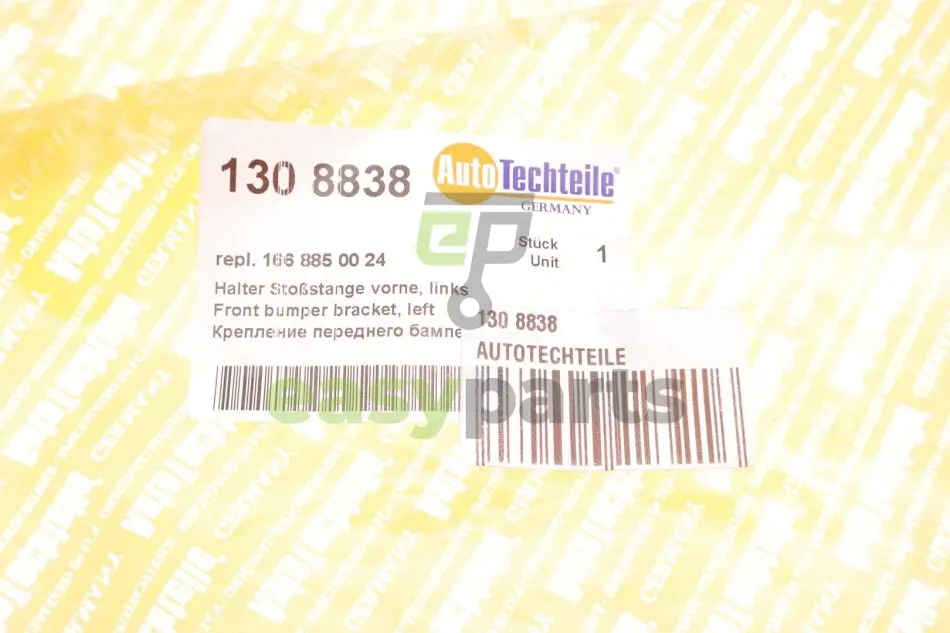 130 8838
AutoTechteile®
GERMANY
Stück
Unit
1
repl. 166 885 00 24
Halter Stoßstange vorne, links
Front bumper bracket, left
Крепление переднего
130 8838
AUTOTECHTEILE
ep
easyparts